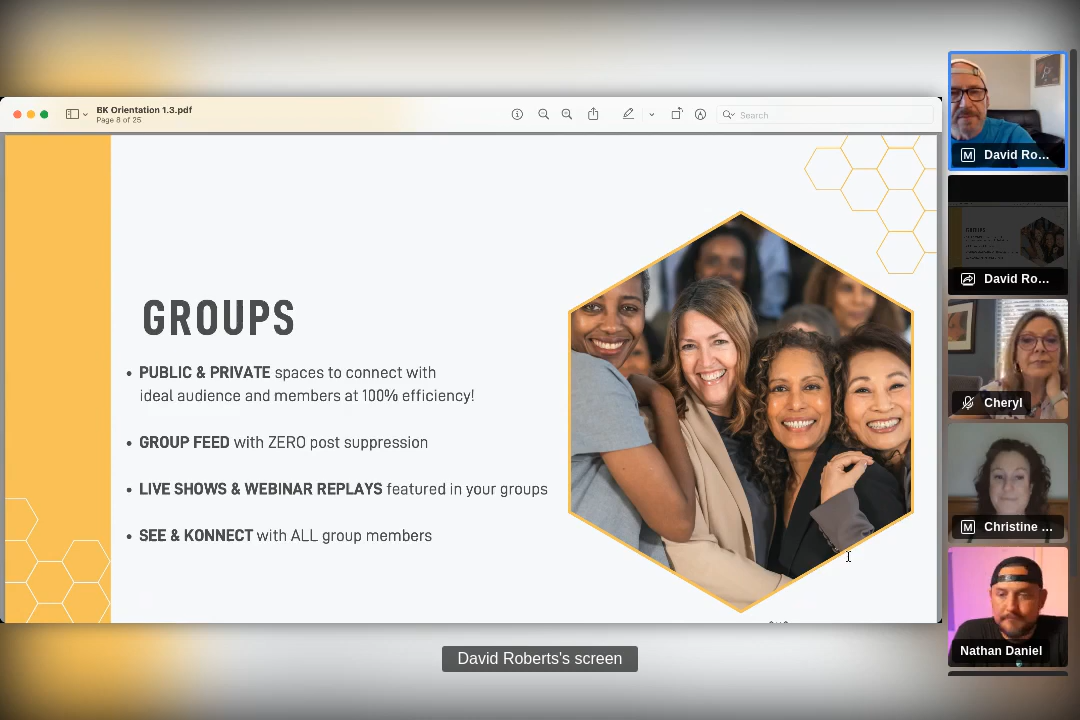 BK Orientation 1.3.pdf
Page 8 of 25
Search
GROUPS
• PUBLIC & PRIVATE spaces to connect with
ideal audience and members at 100% efficiency!
• GROUP FEED with ZERO post suppression
• LIVE SHOWS & WEBINAR REPLAYS featured in your groups
• SEE & KONNECT with ALL group members
David Roberts's screen
M David Ro...
David Ro...
Cheryl
M Christine ...
Nathan Daniel